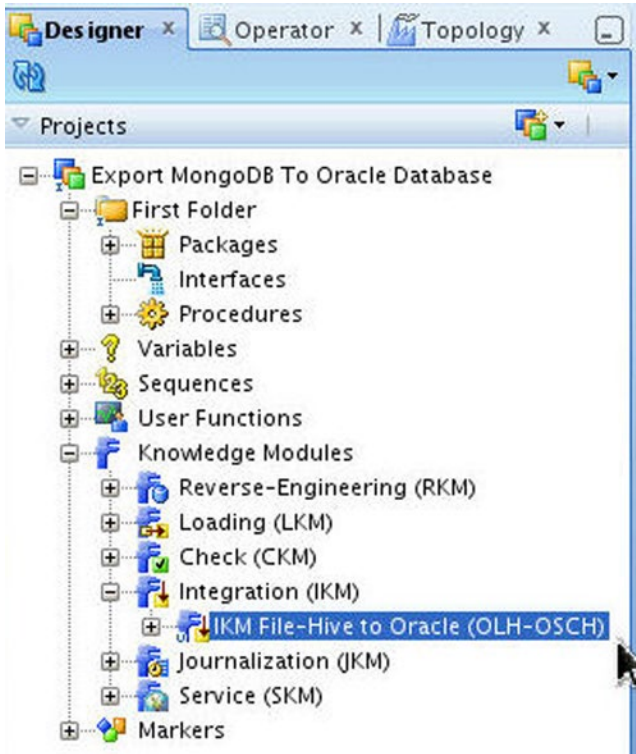 Designer x Operator x Topology x
Projects
Export MongoDB To Oracle Database
First Folder
Packages
Interfaces
Procedures
Variables
Sequences
User Functions
Knowledge Modules
Reverse-Engineering (RKM)
Loading (LKM)
Check (CKM)
Integration (IKM)
IKM File-Hive to Oracle (OLH-OSCH)
Journalization (JKM)
Service (SKM)
Markers